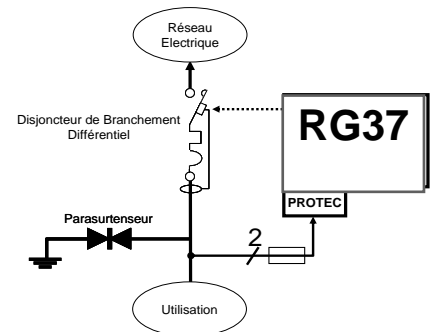 Réseau
Electrique
Disjoncteur de Branchement
Différentiel
RG37
PROTEC
Parasurtenseur
2
Utilisation